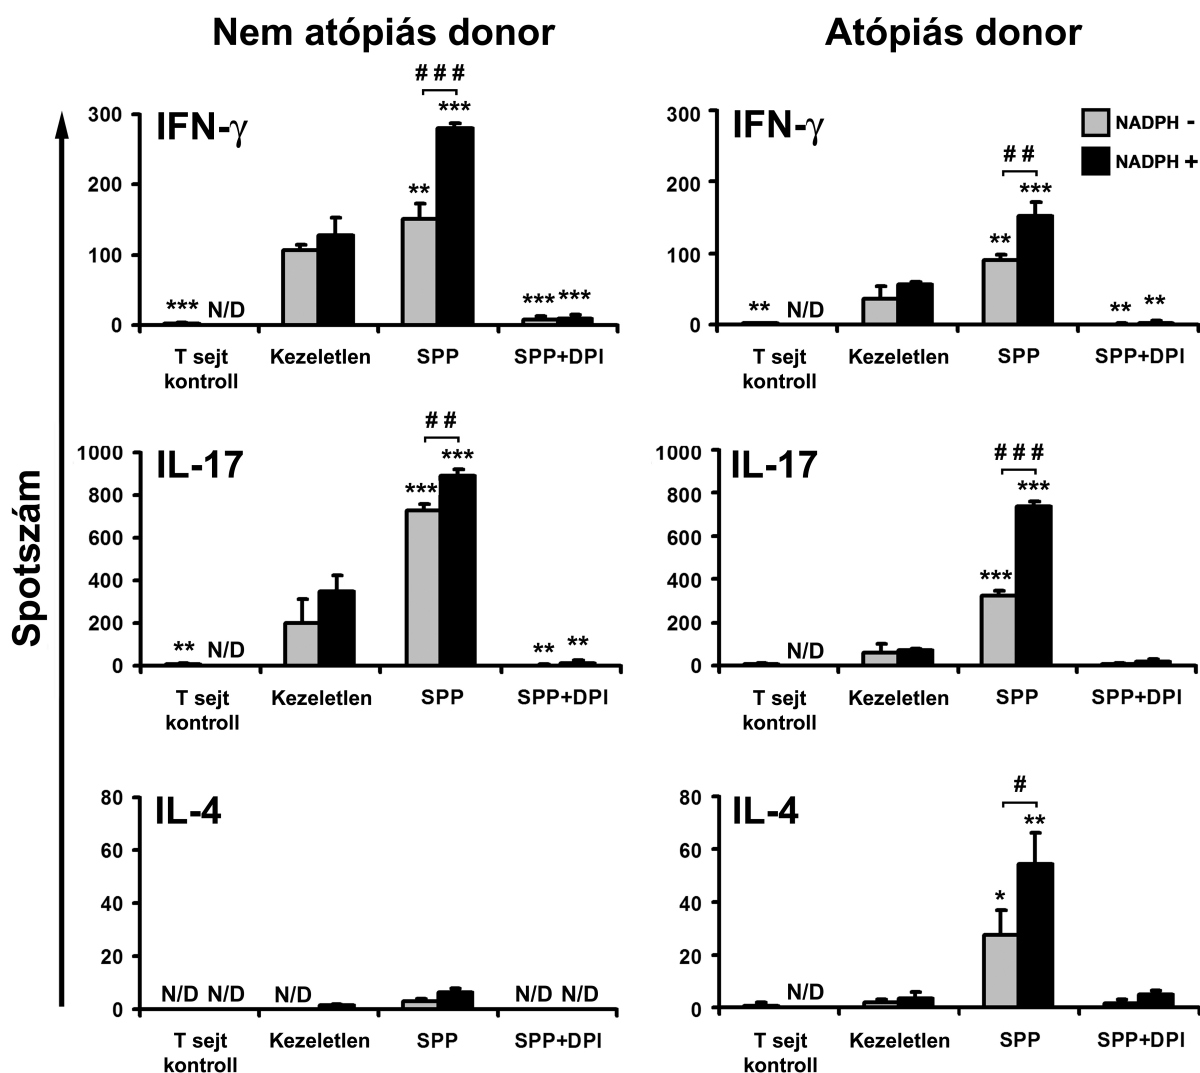 Nem atópiás donor
Atópiás donor
Spotszám
IFN-γ
# # #
***
**
300
200
100
0
*** N/D
*** ***
T sejt kontroll
Kezeletlen
SPP
SPP+DPI
IFN-γ
NADPH -
NADPH +
# #
***
**
300
200
100
0
** N/D
** **
T sejt kontroll
Kezeletlen
SPP
SPP+DPI
IL-17
# #
***
***
1000
800
600
400
200
0
** N/D
** **
T sejt kontroll
Kezeletlen
SPP
SPP+DPI
IL-17
# # #
***
***
1000
800
600
400
200
0
N/D
T sejt kontroll
Kezeletlen
SPP
SPP+DPI
IL-4
80
60
40
20
0
N/D N/D
N/D
N/D N/D
T sejt kontroll
Kezeletlen
SPP
SPP+DPI
IL-4
#
**
*
80
60
40
20
0
N/D
T sejt kontroll
Kezeletlen
SPP
SPP+DPI